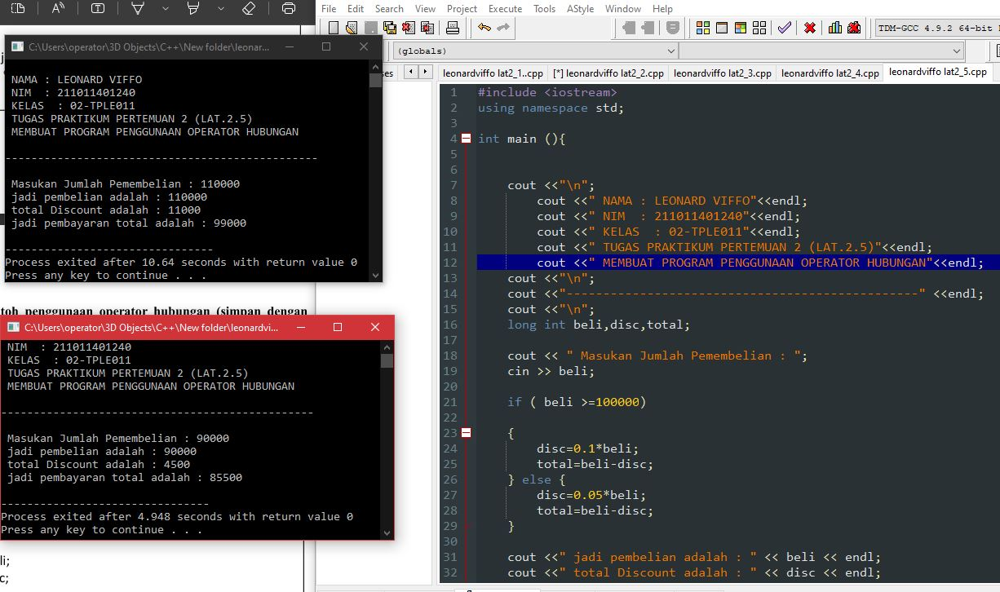 File Edit Search View Project Execute Tools AStyle Window Help
TDM-GCC 4.9.2 64-bit
(globals)
leonardviffo lat2_1..cpp [*] leonardviffo lat2_2.cpp leonardviffo lat2_3.cpp leonardviffo lat2_4.cpp leonardviffo lat2_5.cpp
C:\Users\operator\3D Objects\C++\New folder\leonar...
NAMA : LEONARD VIFFO
NIM  : 211011401240
KELAS  : 02-TPLE011
TUGAS PRAKTIKUM PERTEMUAN 2 (LAT.2.5)
MEMBUAT PROGRAM PENGGUNAAN OPERATOR HUBUNGAN
-------------------------------------------------
Masukan Jumlah Pemembelian : 110000
jadi pembelian adalah : 110000
total Discount adalah : 11000
jadi pembayaran total adalah : 99000
--------------------------------
Process exited after 10.64 seconds with return value 0
Press any key to continue . . .
toh penggunaan operator hubungan (simpan dengan
C:\Users\operator\3D Objects\C++\New folder\leonardvi...
NIM  : 211011401240
KELAS  : 02-TPLE011
TUGAS PRAKTIKUM PERTEMUAN 2 (LAT.2.5)
MEMBUAT PROGRAM PENGGUNAAN OPERATOR HUBUNGAN
-------------------------------------------------
Masukan Jumlah Pemembelian : 90000
jadi pembelian adalah : 90000
total Discount adalah : 4500
jadi pembayaran total adalah : 85500
--------------------------------
Process exited after 4.948 seconds with return value 0
Press any key to continue . . .
li;
c;
1 #include <iostream>
2 using namespace std;
3
4 int main (){
5
6
7 cout <<"\n";
8 cout <<" NAMA : LEONARD VIFFO"<<endl;
9 cout <<" NIM  : 211011401240"<<endl;
10 cout <<" KELAS  : 02-TPLE011"<<endl;
11 cout <<" TUGAS PRAKTIKUM PERTEMUAN 2 (LAT.2.5)"<<endl;
12 cout <<" MEMBUAT PROGRAM PENGGUNAAN OPERATOR HUBUNGAN"<<endl;
13 cout <<"\n";
14 cout <<"------------------------------------------------" <<endl;
15 cout <<"\n";
16 long int beli,disc,total;
17
18 cout << " Masukan Jumlah Pemembelian : ";
19 cin >> beli;
20
21 if ( beli >=100000)
22
23 {
24 disc=0.1*beli;
25 total=beli-disc;
26 } else {
27 disc=0.05*beli;
28 total=beli-disc;
29 }
30
31 cout <<" jadi pembelian adalah : " << beli << endl;
32 cout <<" total Discount adalah : " << disc << endl;